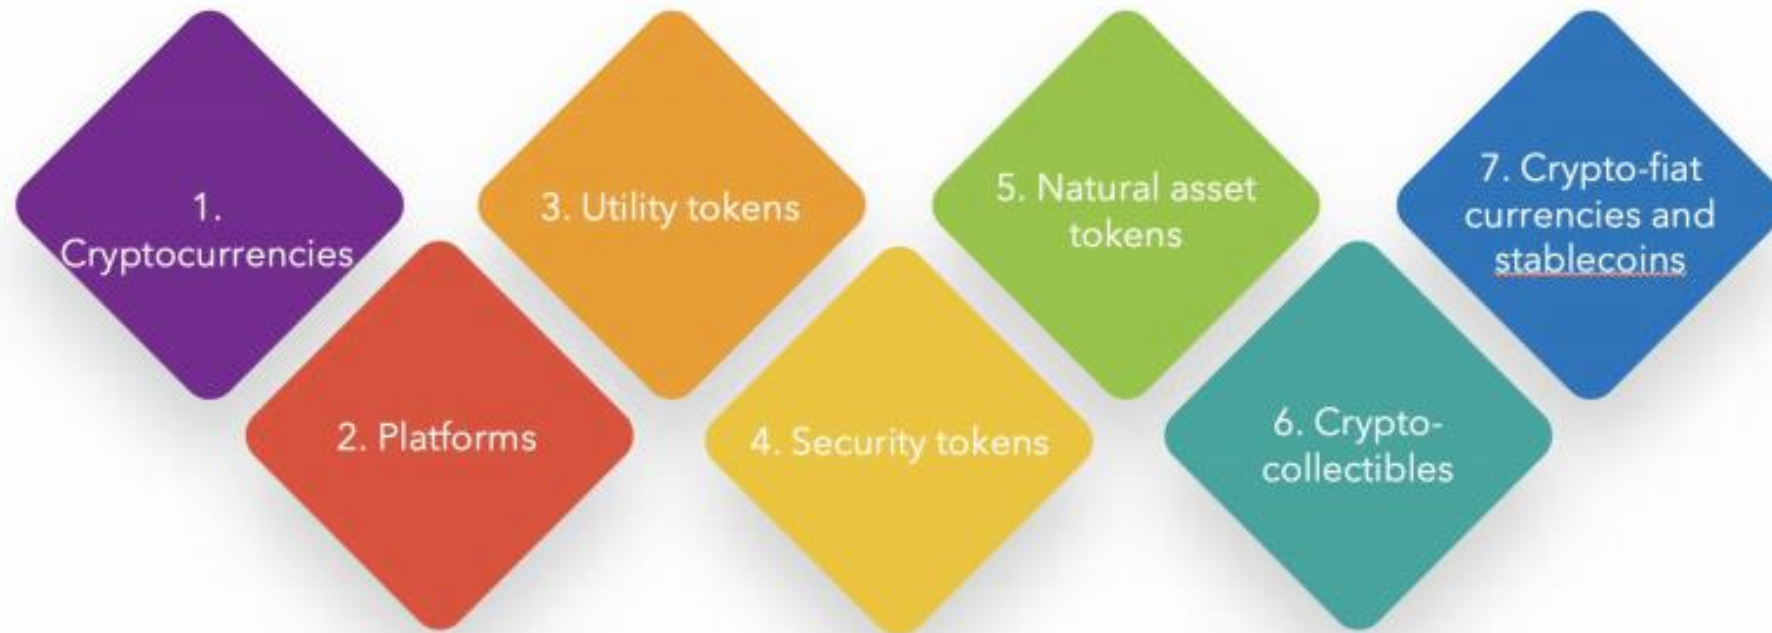 1.
Cryptocurrencies
2. Platforms
3. Utility tokens
4. Security tokens
5. Natural asset
tokens
6. Crypto-
collectibles
7. Crypto-fiat
currencies and
stablecoins